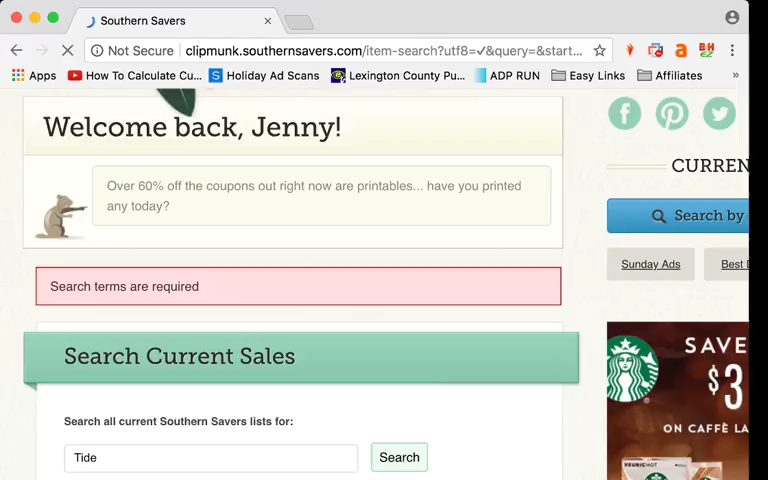 Southern Savers
Not Secure clipmunk.southernsavers.com/item-search?utf8=✓&query=&start...
Apps How To Calculate Cu... Holiday Ad Scans Lexington County Pu... ADP RUN Easy Links Affiliates »
Welcome back, Jenny!
Over 60% off the coupons out right now are printables... have you printed
any today?
CURREN
Search by
Sunday Ads Best D
Search terms are required
Search Current Sales
SAVE
$3
ON CAFFÈ LA
Search all current Southern Savers lists for:
Tide
Search
KEURIG HOT